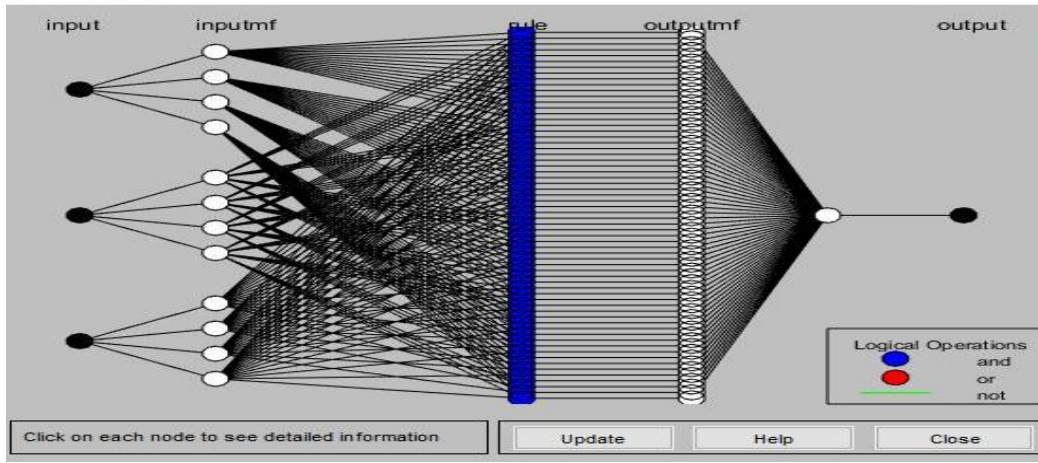 input inputmf rule outputmf output
Logical Operations
and
or
not
Click on each node to see detailed information Update Help Close